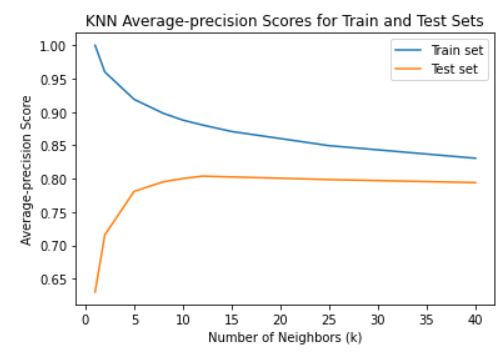 KNN Average-precision Scores for Train and Test Sets
Train set
Test set
1.00
0.95
0.90
0.85
0.80
0.75
0.70
0.65
Average-precision Score
0 5 10 15 20 25 30 35 40
Number of Neighbors (k)